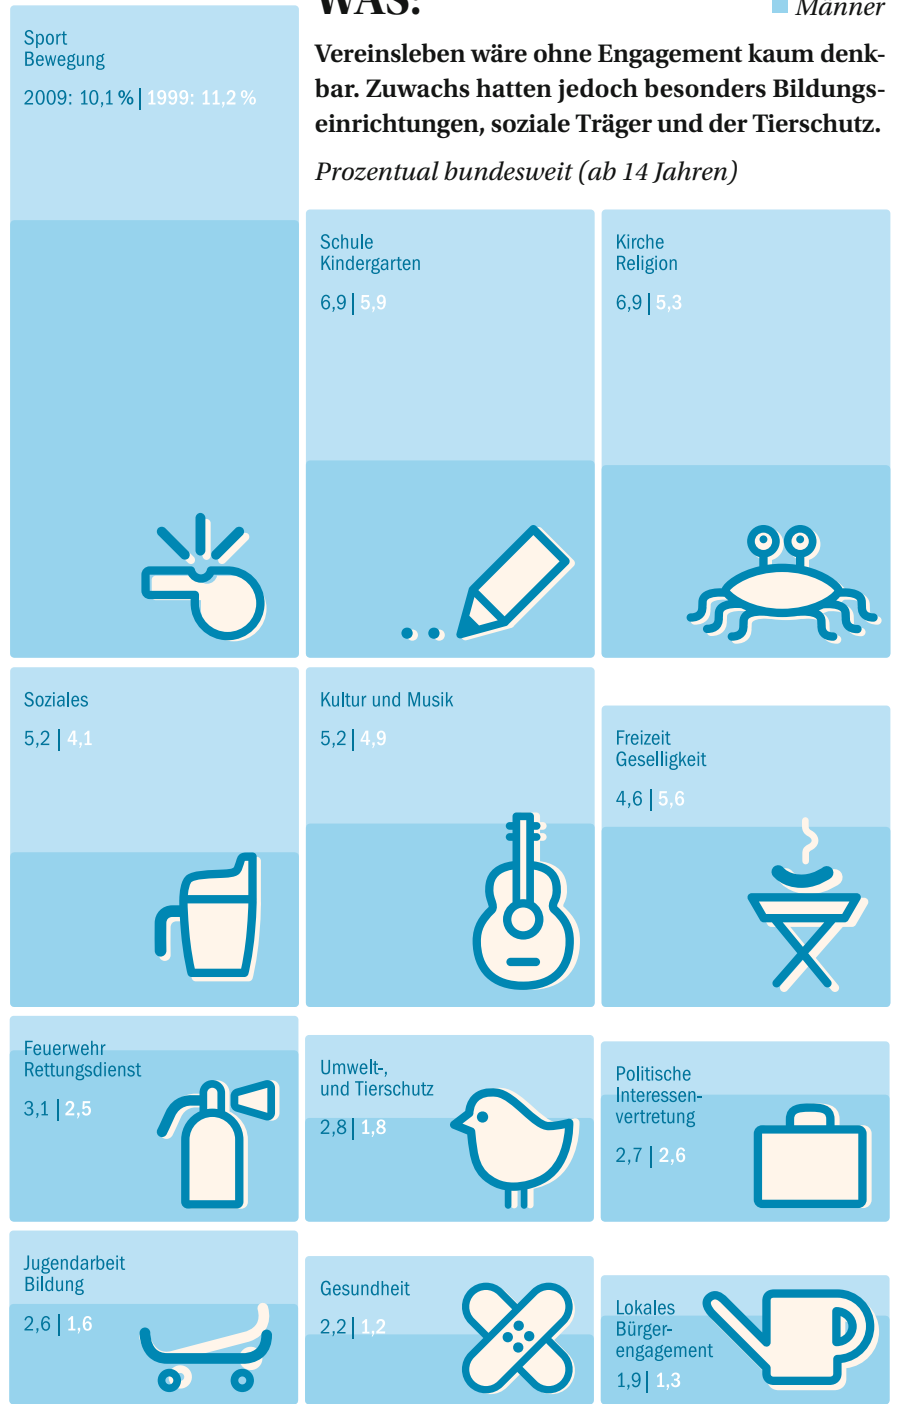 WAS:
Männer
Vereinsleben wäre ohne Engagement kaum denk-
bar. Zuwachs hatten jedoch besonders Bildungs-
einrichtungen, soziale Träger und der Tierschutz.
Prozentual bundesweit (ab 14 Jahren)
Sport
Bewegung
2009: 10,1 % | 1999: 11,2 %
Schule
Kindergarten
6,9 | 5,9
Kirche
Religion
6,9 | 5,3
Soziales
5,2 | 4,1
Kultur und Musik
5,2 | 4,9
Freizeit
Geselligkeit
4,6 | 5,6
Feuerwehr
Rettungsdienst
3,1 | 2,5
Umwelt-,
und Tierschutz
2,8 | 1,8
Politische
Interessen-
vertretung
2,7 | 2,6
Jugendarbeit
Bildung
2,6 | 1,6
Gesundheit
2,2 | 1,2
Lokales
Bürger-
engagement
1,9 | 1,3